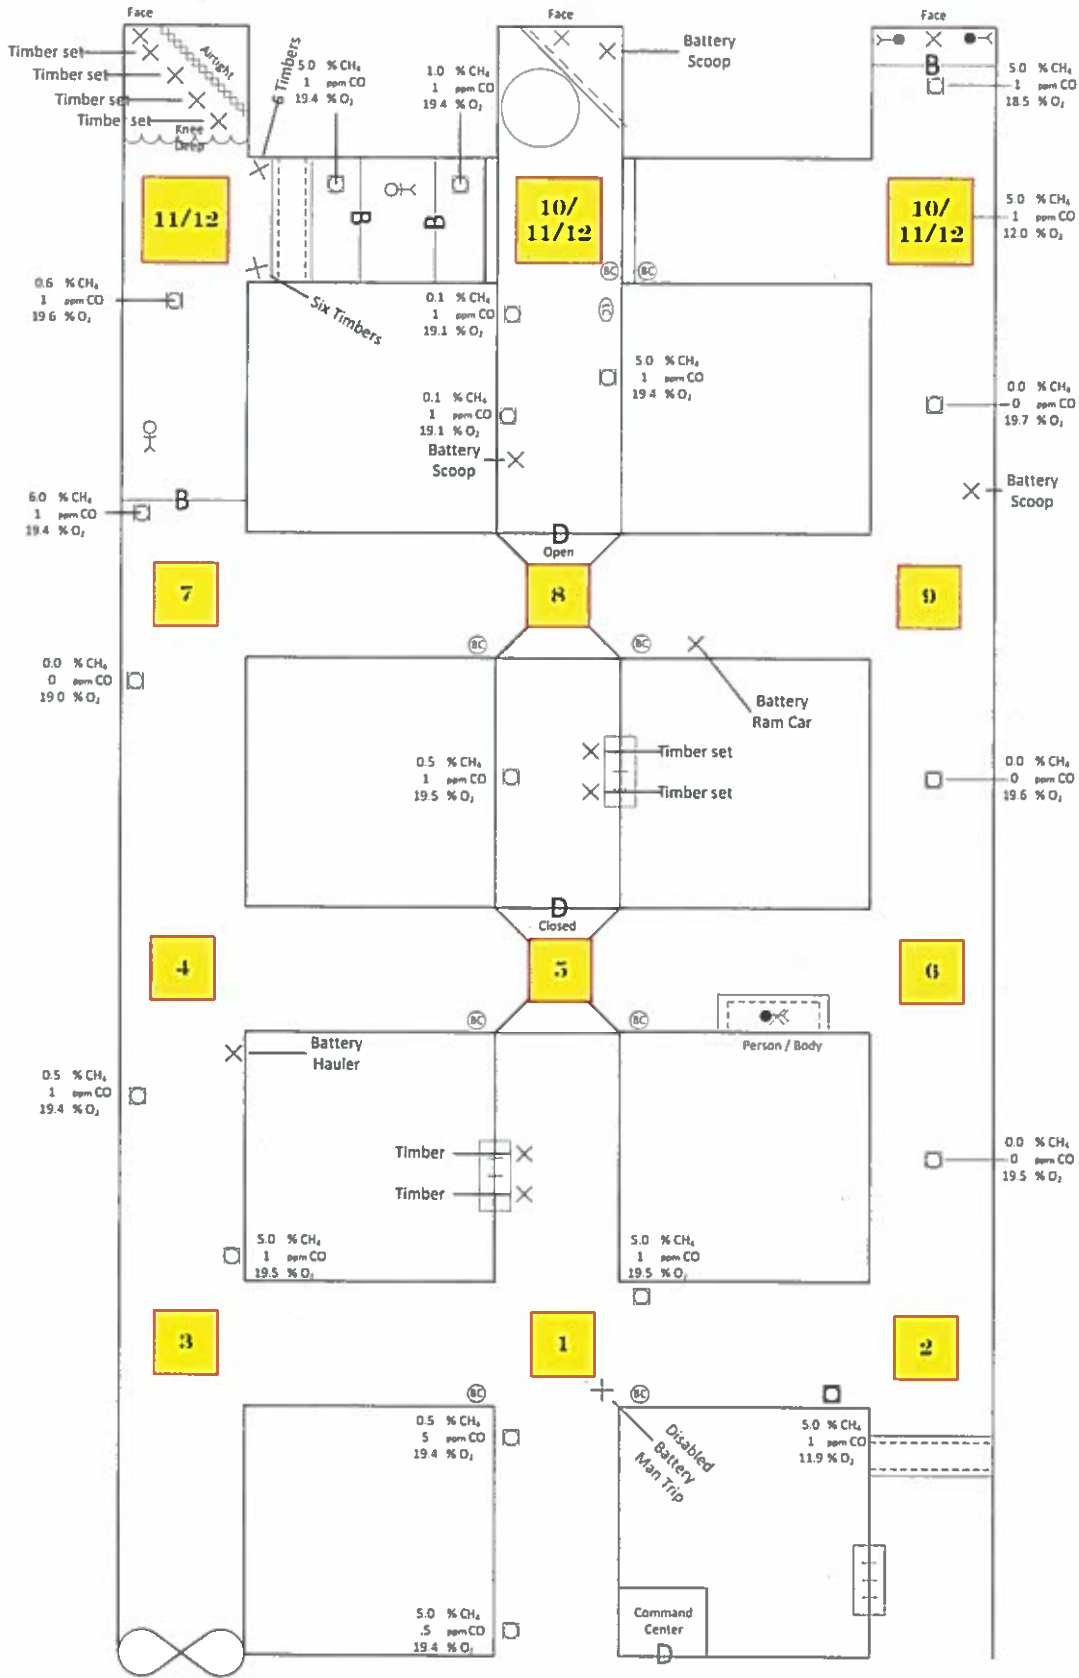 Face
Face
Face
Timber set
Timber set
Timber set
Timber set
Airtight
Knee
Deep
6 Timbers
5.0 % CH₄
1 ppm CO
19.4 % O₂
1.0 % CH₄
1 ppm CO
19.4 % O₂
Battery
Scoop
B
5.0 % CH₄
1 ppm CO
18.5 % O₂
11/12
B
B
10/
11/12
10/
11/12
5.0 % CH₄
1 ppm CO
12.0 % O₂
BC
BC
0.6 % CH₄
1 ppm CO
19.6 % O₂
Six Timbers
0.1 % CH₄
1 ppm CO
19.1 % O₂
5.0 % CH₄
1 ppm CO
19.4 % O₂
0.1 % CH₄
1 ppm CO
19.1 % O₂
0.0 % CH₄
0 ppm CO
19.7 % O₂
Battery
Scoop
Battery
Scoop
6.0 % CH₄
1 ppm CO
19.4 % O₂
B
D
Open
7
8
9
BC
BC
0.0 % CH₄
0 ppm CO
19.0 % O₂
Battery
Ram Car
Timber set
Timber set
0.5 % CH₄
1 ppm CO
19.5 % O₂
0.0 % CH₄
0 ppm CO
19.6 % O₂
D
Closed
4
5
6
BC
BC
Person / Body
Battery
Hauler
0.5 % CH₄
1 ppm CO
19.4 % O₂
Timber
Timber
0.0 % CH₄
0 ppm CO
19.5 % O₂
5.0 % CH₄
1 ppm CO
19.5 % O₂
5.0 % CH₄
1 ppm CO
19.5 % O₂
3
1
2
BC
BC
Disabled
Battery
Man Trip
0.5 % CH₄
5 ppm CO
19.4 % O₂
5.0 % CH₄
1 ppm CO
11.9 % O₂
5.0 % CH₄
.5 ppm CO
19.4 % O₂
Command
Center
D